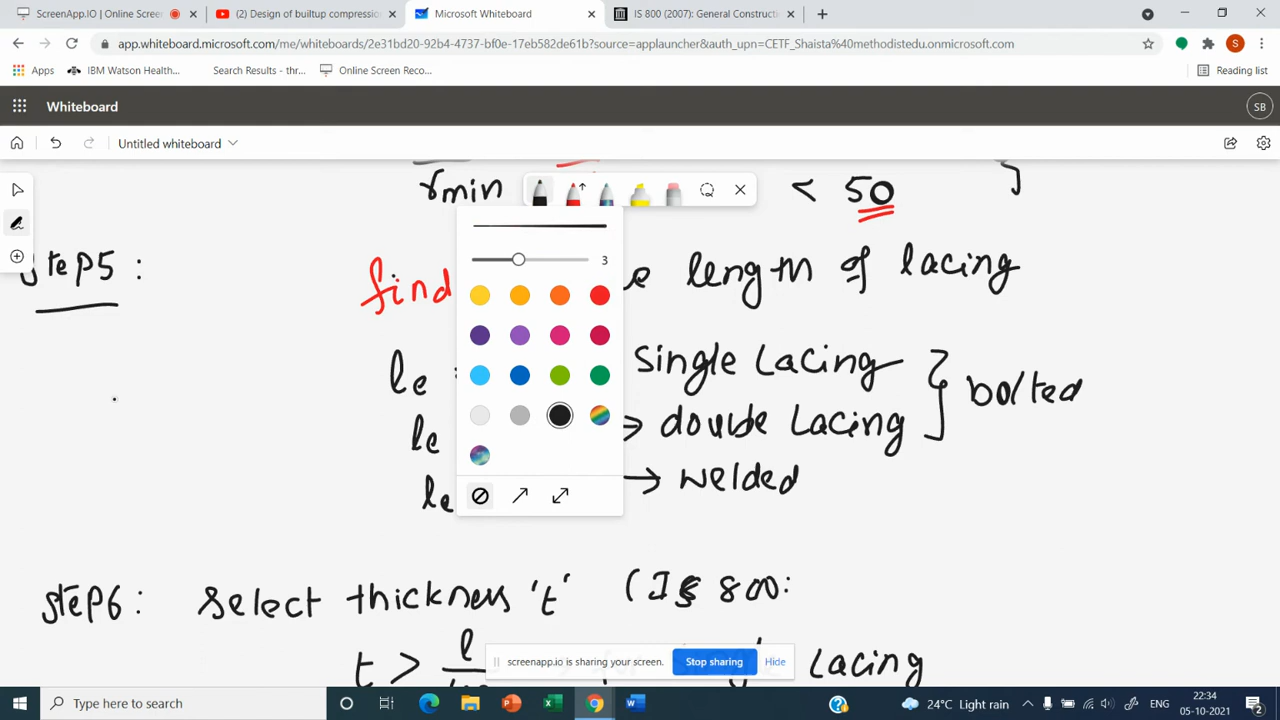 ScreenApp.IO | Online Scree
(2) Design of builtup compressio
Microsoft Whiteboard
IS 800 (2007): General Constructi
app.whiteboard.microsoft.com/me/whiteboards/2e31bd20-92b4-4737-bf0e-17eb582de61b?source=applauncher&auth_upn=CETF_Shaista%40methodistedu.onmicrosoft.com
S
Apps
IBM Watson Health...
Search Results - thr...
Online Screen Reco...
Reading list
Whiteboard
SB
Untitled whiteboard
rmin < 50
3
step5 :
find length of lacing
le single Lacing
bolted
le → double Lacing
le → welded
step6 : select thickness 't' (IS 800:
t > l lacing
screenapp.io is sharing your screen.
Stop sharing
Hide
Type here to search
24°C Light rain
ENG
22:34
05-10-2021
2